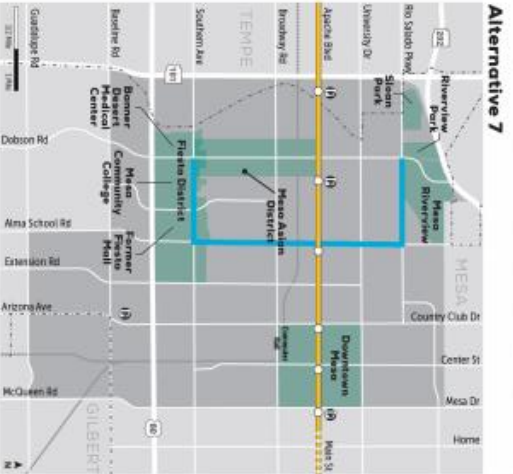 Alternative 7
202
Rio Salado Pkwy
University Dr
Apache Blvd
Broadway Rd
Southern Ave
Baseline Rd
Guadalupe Rd
TEMPE
101
Riverview
Park
Sloan
Park
Mesa
Riverview
Banner
Desert
Medical
Center
Mesa
Community
College
Fiesta District
Former
Fiesta
Mall
Mesa Asian
District
Dobson Rd
Alma School Rd
Extension Rd
Arizona Ave
McQueen Rd
MESA
Country Club Dr
Center St
Mesa Dr
Home
Downtown
Mesa
Main St
GILBERT
60
N